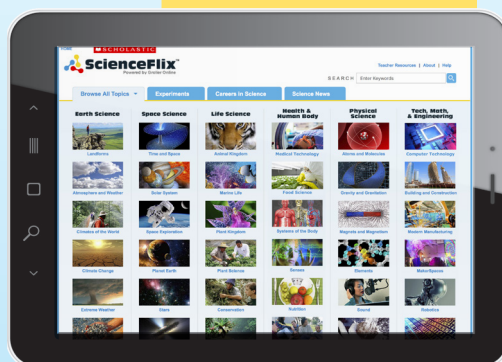 HOME
SCHOLASTIC
ScienceFlix™
Powered by Grolier Online
Teacher Resources | About | Help
SEARCH Enter Keywords
Browse All Topics Experiments Careers in Science Science News
Earth Science Space Science Life Science Health & Human Body Physical Science Tech, Math, & Engineering
Landforms Time and Space Animal Kingdom Medical Technology Atoms and Molecules Computer Technology
Atmosphere and Weather Solar System Marine Life Food Science Gravity and Gravitation Building and Construction
Climates of the World Space Exploration Plant Kingdom Systems of the Body Magnets and Magnetism Modern Manufacturing
Climate Change Planet Earth Plant Science Senses Elements MakerSpaces
Extreme Weather Stars Conservation Nutrition Sound Robotics